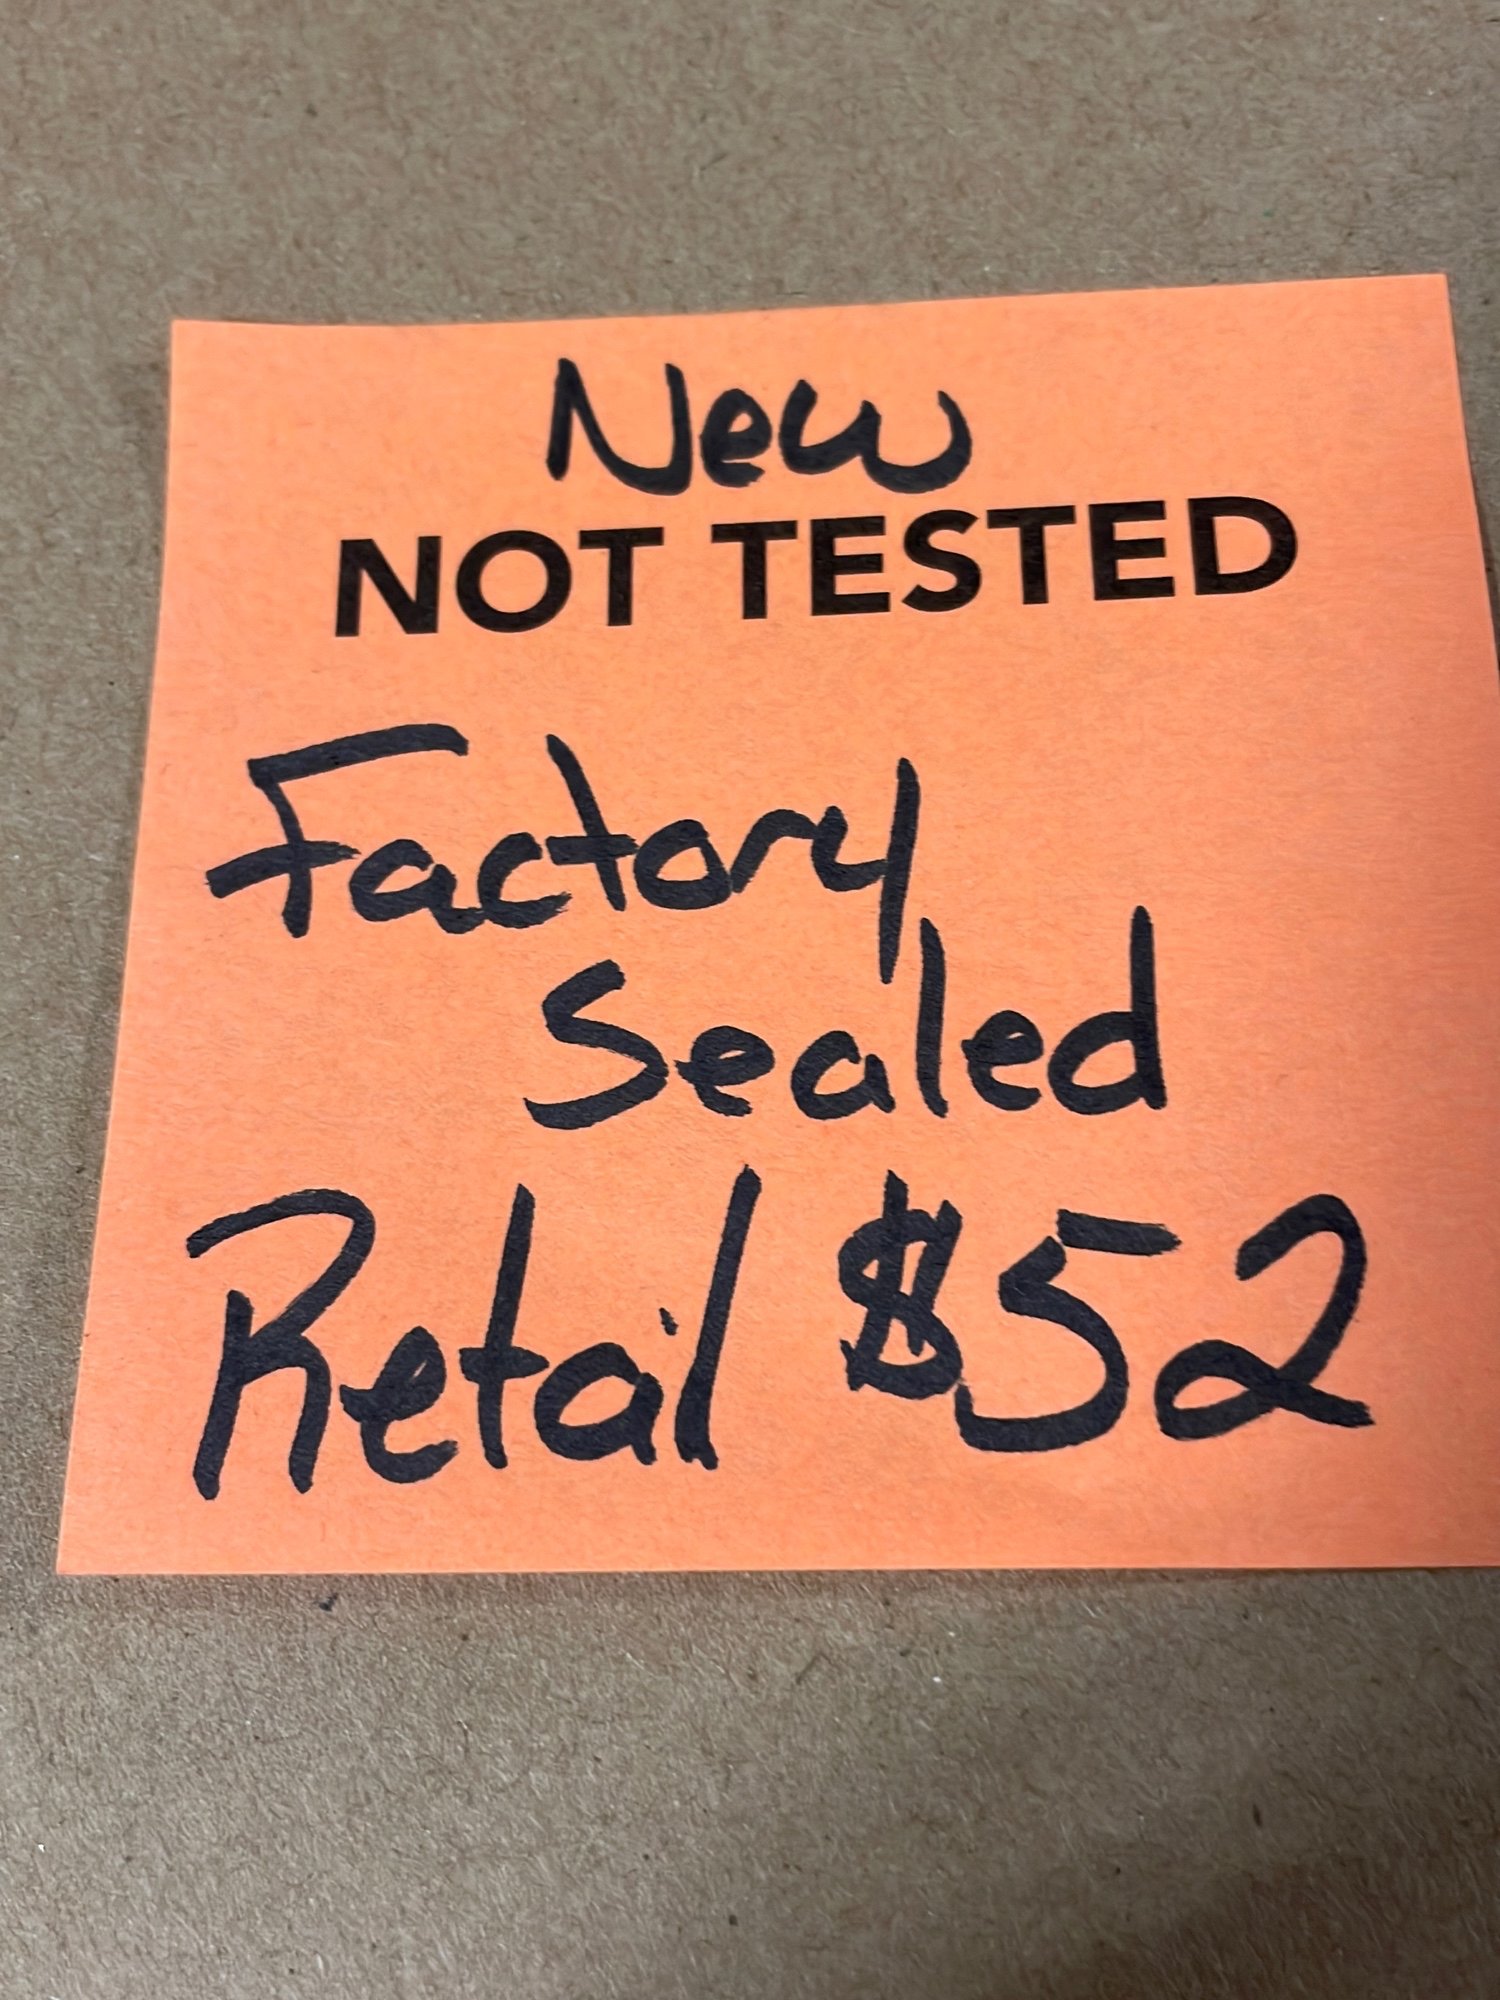 New
NOT TESTED
Factory
Sealed
Retail $52